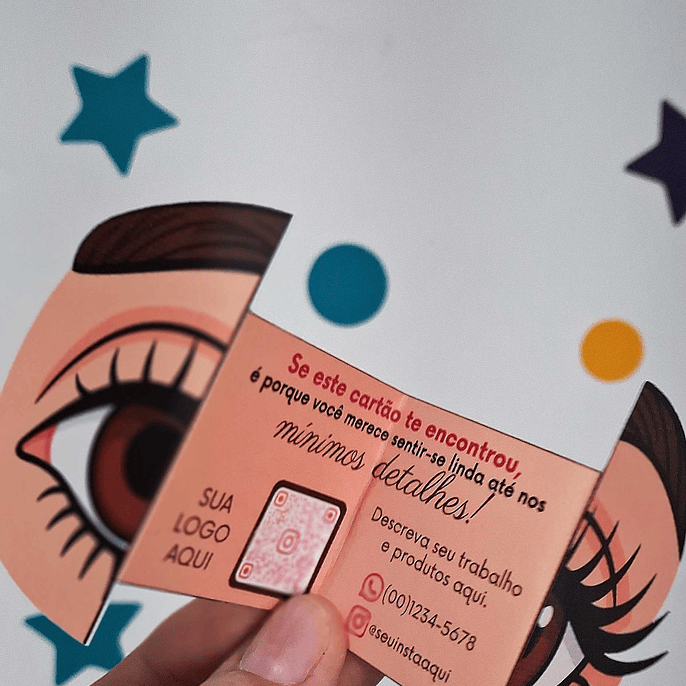 Se este cartão te encontrou,
é porque você merece sentir-se linda até nos
mínimos detalhes!
SUA
LOGO
AQUI
Descreva seu trabalho
e produtos aqui.
(00)1234-5678
@seuinstaaqui